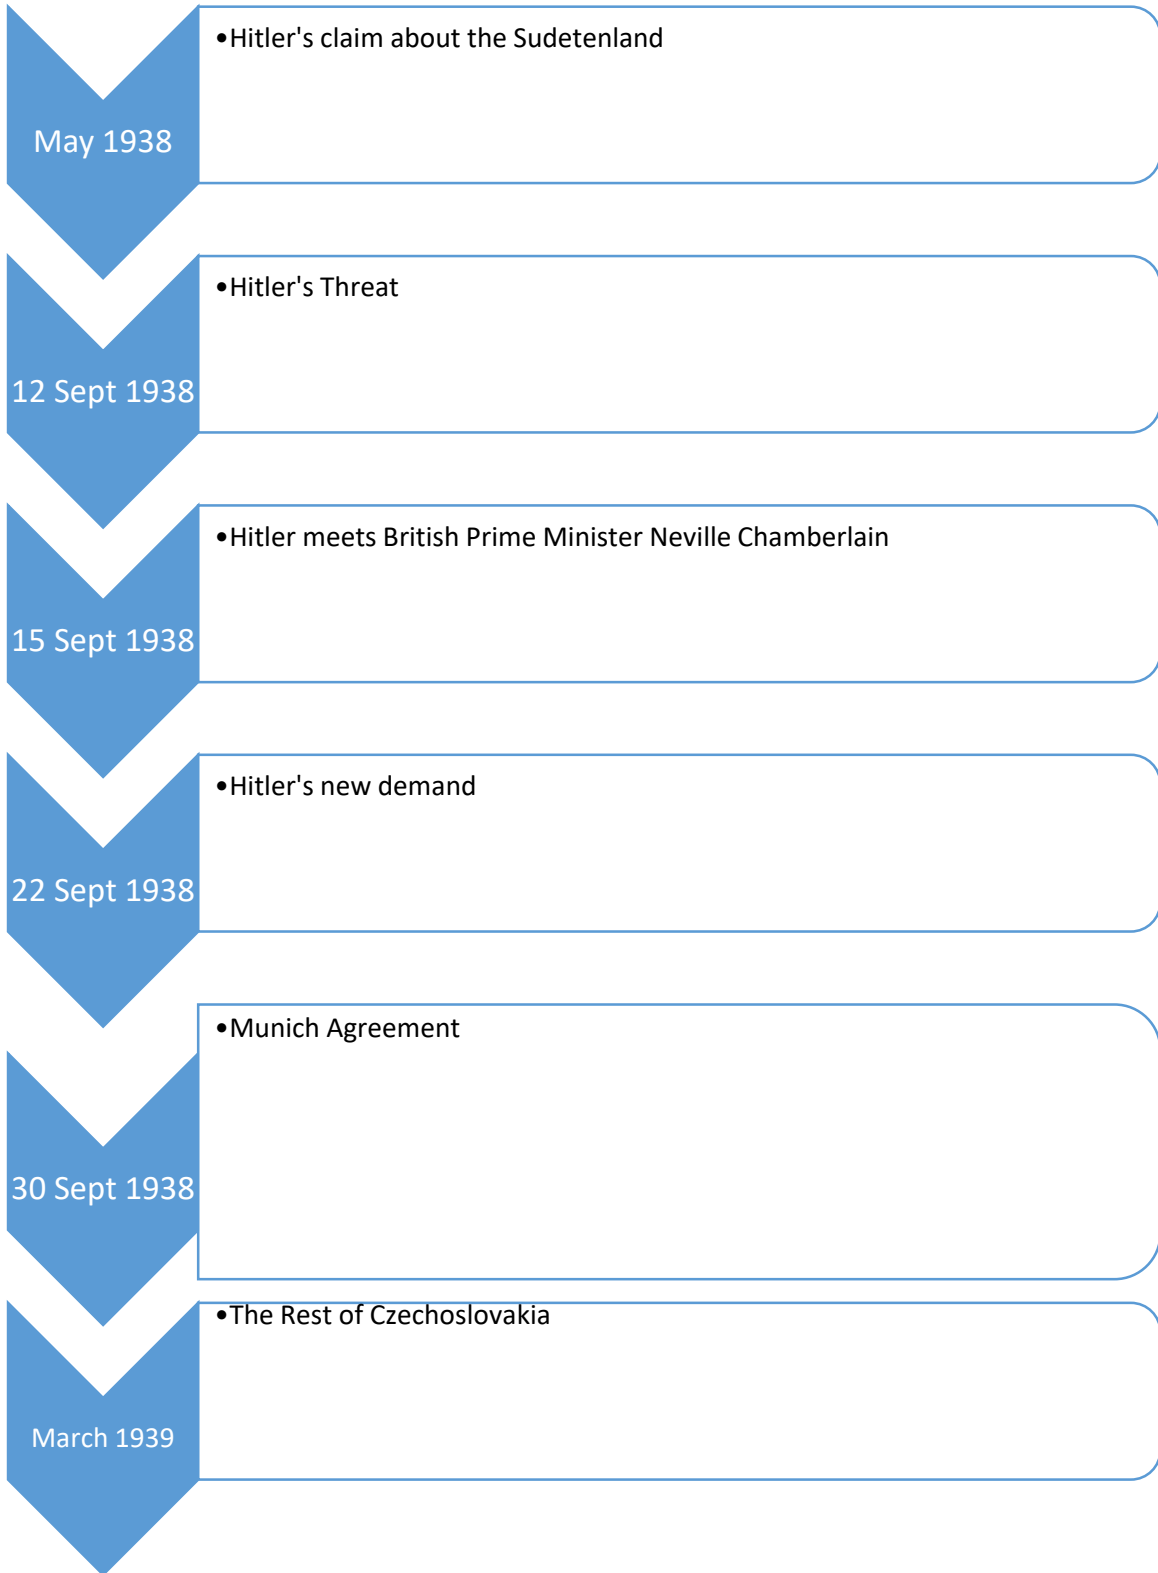 •Hitler's claim about the Sudetenland
May 1938
•Hitler's Threat
12 Sept 1938
•Hitler meets British Prime Minister Neville Chamberlain
15 Sept 1938
•Hitler's new demand
22 Sept 1938
•Munich Agreement
30 Sept 1938
•The Rest of Czechoslovakia
March 1939